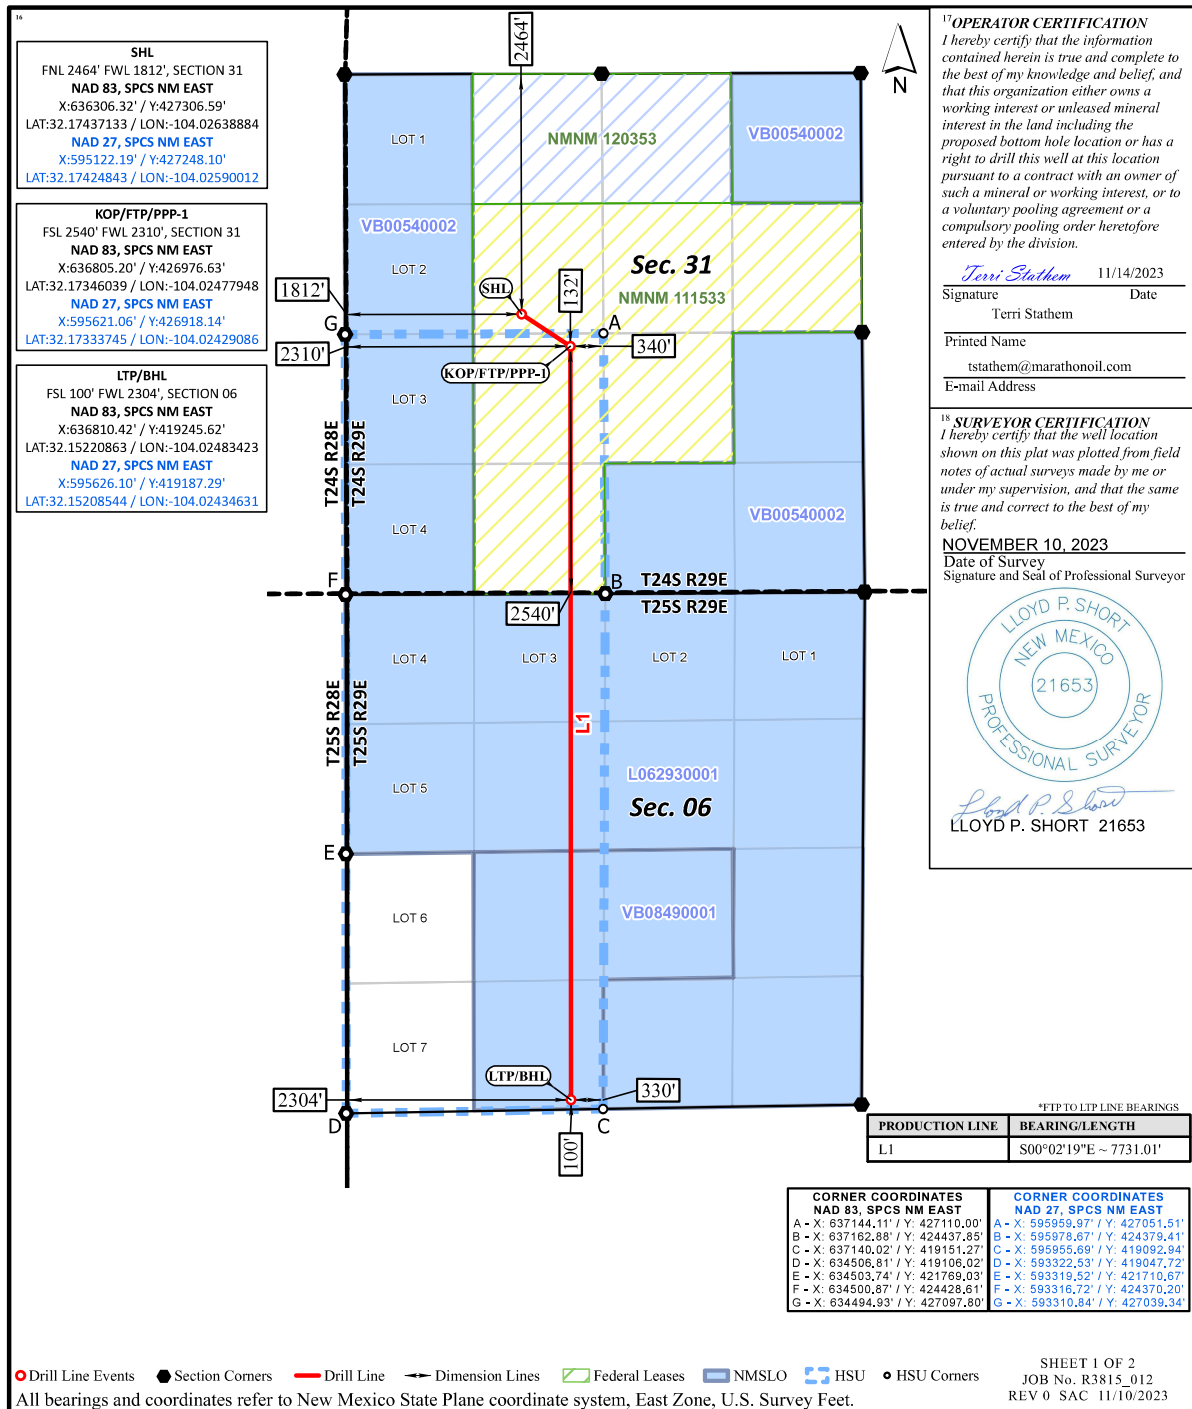 16
SHL
FNL 2464' FWL 1812', SECTION 31
NAD 83, SPCS NM EAST
X:636306.32' / Y:427306.59'
LAT:32.17437133 / LON:-104.02638884
NAD 27, SPCS NM EAST
X:595122.19' / Y:427248.10'
LAT:32.17424843 / LON:-104.02590012
KOP/FTP/PPP-1
FSL 2540' FWL 2310', SECTION 31
NAD 83, SPCS NM EAST
X:636805.20' / Y:426976.63'
LAT:32.17346039 / LON:-104.02477948
NAD 27, SPCS NM EAST
X:595621.06' / Y:426918.14'
LAT:32.17333745 / LON:-104.02429086
LTP/BHL
FSL 100' FWL 2304', SECTION 06
NAD 83, SPCS NM EAST
X:636810.42' / Y:419245.62'
LAT:32.15220863 / LON:-104.02483423
NAD 27, SPCS NM EAST
X:595626.10' / Y:419187.29'
LAT:32.15208544 / LON:-104.02434631
2464'
N
LOT 1
NMNM 120353
VB00540002
VB00540002
LOT 2
Sec. 31
NMNM 111533
SHL
132'
1812'
G
A
2310'
340'
KOP/FTP/PPP-1
LOT 3
T24S R28E
T24S R29E
VB00540002
LOT 4
F
B
T24S R29E
T25S R29E
2540'
LOT 4
LOT 3
LOT 2
LOT 1
T25S R28E
T25S R29E
L1
L062930001
LOT 5
Sec. 06
E
LOT 6
VB08490001
LOT 7
LTP/BHL
330'
2304'
D
C
100'
17 OPERATOR CERTIFICATION
I hereby certify that the information
contained herein is true and complete to
the best of my knowledge and belief, and
that this organization either owns a
working interest or unleased mineral
interest in the land including the
proposed bottom hole location or has a
right to drill this well at this location
pursuant to a contract with an owner of
such a mineral or working interest, or to
a voluntary pooling agreement or a
compulsory pooling order heretofore
entered by the division.
Terri Stathem 11/14/2023
Signature Date
Terri Stathem
Printed Name
tstathem@marathonoil.com
E-mail Address
18 SURVEYOR CERTIFICATION
I hereby certify that the well location
shown on this plat was plotted from field
notes of actual surveys made by me or
under my supervision, and that the same
is true and correct to the best of my
belief.
NOVEMBER 10, 2023
Date of Survey
Signature and Seal of Professional Surveyor
LLOYD P. SHORT
NEW MEXICO
21653
PROFESSIONAL SURVEYOR
Lloyd P. Short
LLOYD P. SHORT 21653
*FTP TO LTP LINE BEARINGS
PRODUCTION LINE BEARING/LENGTH
L1 S00°02'19"E ~ 7731.01'
CORNER COORDINATES
NAD 83, SPCS NM EAST
A - X: 637144.11' / Y: 427110.00'
B - X: 637162.88' / Y: 424437.85'
C - X: 637140.02' / Y: 419151.27'
D - X: 634506.81' / Y: 419106.02'
E - X: 634503.74' / Y: 421769.03'
F - X: 634500.87' / Y: 424428.61'
G - X: 634494.93' / Y: 427097.80'
CORNER COORDINATES
NAD 27, SPCS NM EAST
A - X: 595959.97' / Y: 427051.51'
B - X: 595978.67' / Y: 424379.41'
C - X: 595955.69' / Y: 419092.94'
D - X: 593322.53' / Y: 419047.72'
E - X: 593319.52' / Y: 421710.67'
F - X: 593316.72' / Y: 424370.20'
G - X: 593310.84' / Y: 427039.34'
Drill Line Events Section Corners Drill Line Dimension Lines Federal Leases NMSLO HSU HSU Corners
All bearings and coordinates refer to New Mexico State Plane coordinate system, East Zone, U.S. Survey Feet.
SHEET 1 OF 2
JOB No. R3815_012
REV 0 SAC 11/10/2023